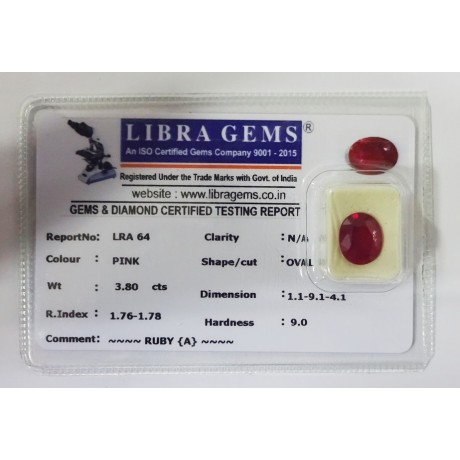 LIBRA GEMS ®
An ISO Certified Gems Company 9001 - 2015
Registered Under the Trade Marks with Govt. of India
website : www.libragems.co.in
GEMS & DIAMOND CERTIFIED TESTING REPORT
ReportNo: LRA 64 Clarity : N/A
Colour : PINK Shape/cut : OVAL
Wt : 3.80 cts Dimension : 1.1-9.1-4.1
R.Index : 1.76-1.78 Hardness : 9.0
Comment: ~~~~ RUBY {A} ~~~~